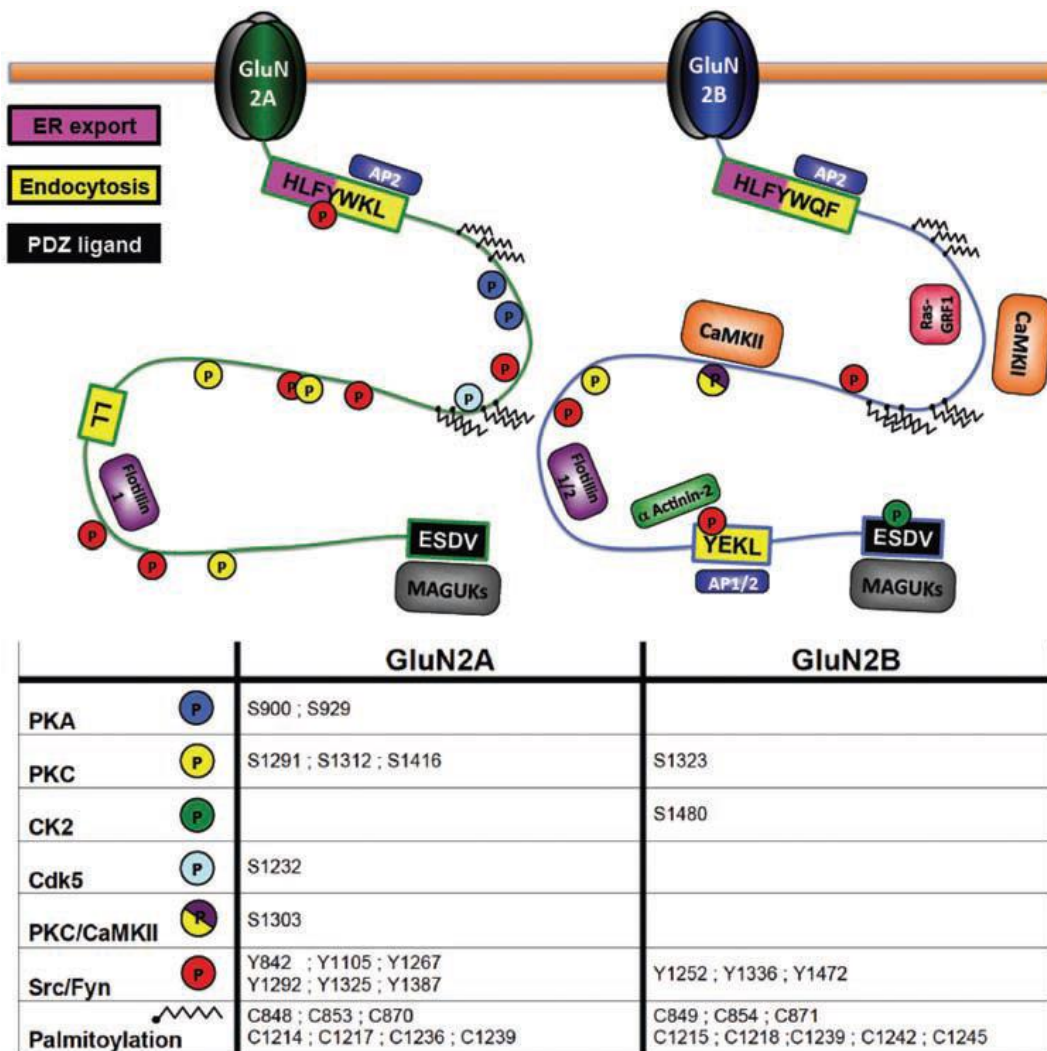 GluN
2A
GluN
2B
ER export
Endocytosis
PDZ ligand
AP2
HLFYWKL
P
AP2
HLFYWQF
P
P
P
P
P
P
P
P
LL
Flotillin
1
P
P
P
ESDV
MAGUKs
Ras-
GRF1
CaMKII
CaMKII
P
P
P
P
Flotillin
1/2
α Actinin-2
P
YEKL
AP1/2
P
ESDV
MAGUKs
GluN2A GluN2B
PKA P S900 ; S929
PKC P S1291 ; S1312 ; S1416 S1323
CK2 P S1480
Cdk5 P S1232
PKC/CaMKII P S1303
Src/Fyn P Y842 ; Y1105 ; Y1267
Y1292 ; Y1325 ; Y1387 Y1252 ; Y1336 ; Y1472
Palmitoylation C848 ; C853 ; C870 C849 ; C854 ; C871
C1214 ; C1217 ; C1236 ; C1239 C1215 ; C1218 ;C1239 ; C1242 ; C1245